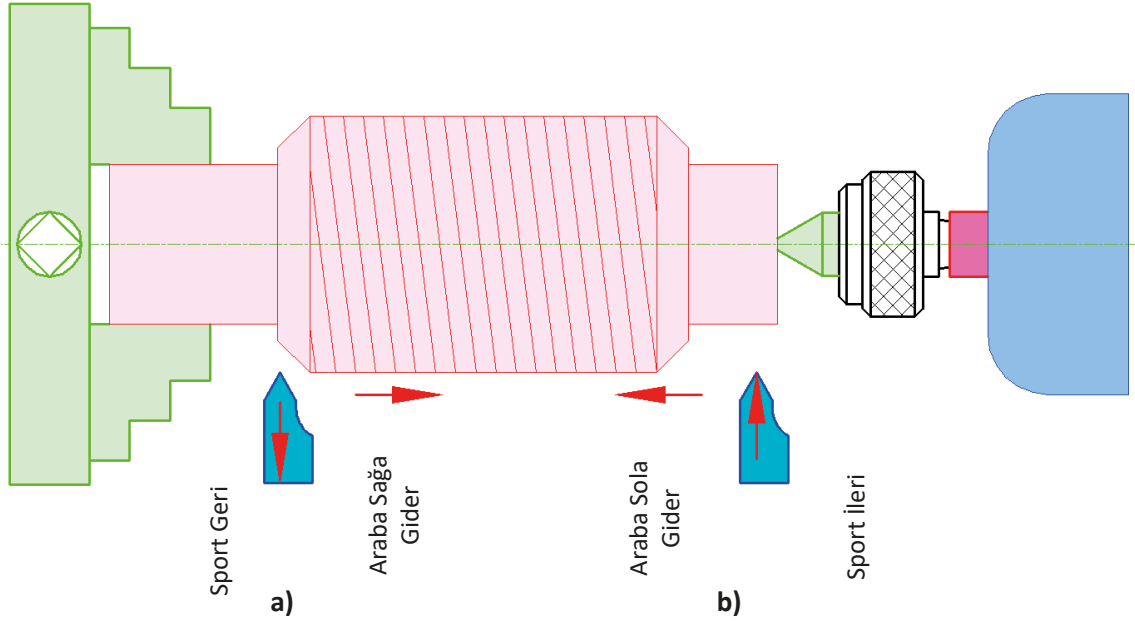 Sport Geri
Araba Sağa
Gider
Araba Sola
Gider
Sport İleri
a)
b)